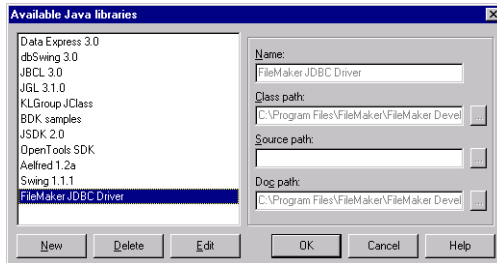 Available Java libraries
Data Express 3.0
dbSwing 3.0
JBCL 3.0
JGL 3.1.0
KLGroup JClass
BDK samples
JSDK 2.0
OpenTools SDK
Aelfred 1.2a
Swing 1.1.1
FileMaker JDBC Driver
Name:
FileMaker JDBC Driver
Class path:
C:\Program Files\FileMaker\FileMaker Devel
...
Source path:
...
Doc path:
C:\Program Files\FileMaker\FileMaker Devel
...
New Delete Edit OK Cancel Help